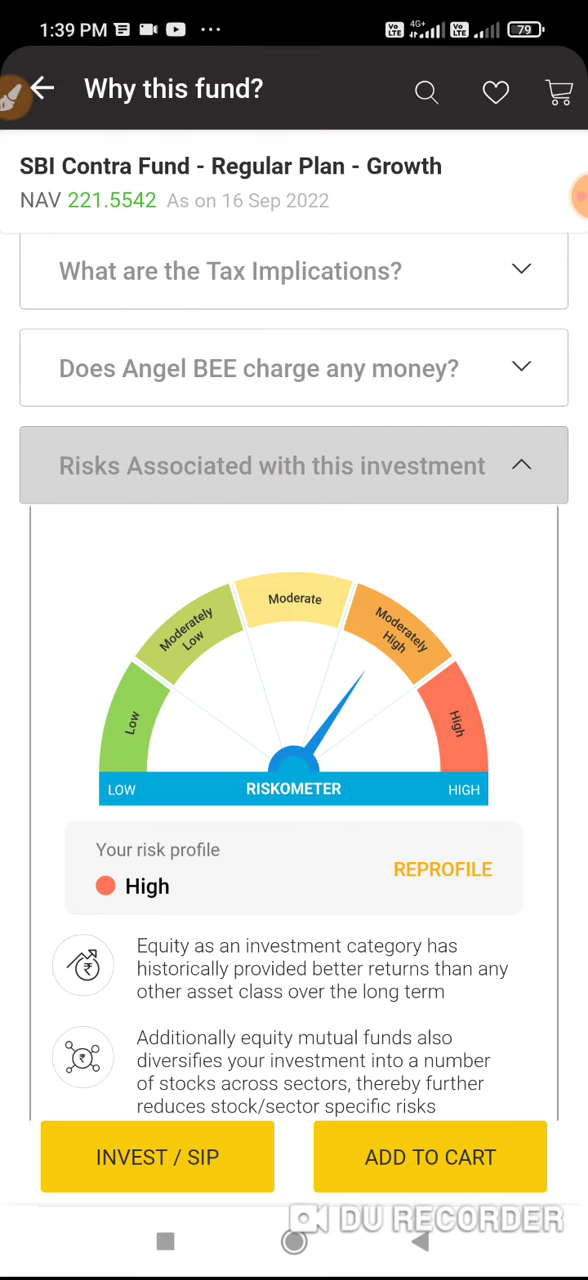 1:39 PM
4G+
Vo
LTE
Vo
LTE
79
Why this fund?
SBI Contra Fund - Regular Plan - Growth
NAV 221.5542 As on 16 Sep 2022
What are the Tax Implications?
Does Angel BEE charge any money?
Risks Associated with this investment
Low
Moderately
Low
Moderate
Moderately
High
High
LOW RISKOMETER HIGH
Your risk profile
High
REPROFILE
Equity as an investment category has
historically provided better returns than any
other asset class over the long term
Additionally equity mutual funds also
diversifies your investment into a number
of stocks across sectors, thereby further
reduces stock/sector specific risks
INVEST / SIP ADD TO CART
DU RECORDER